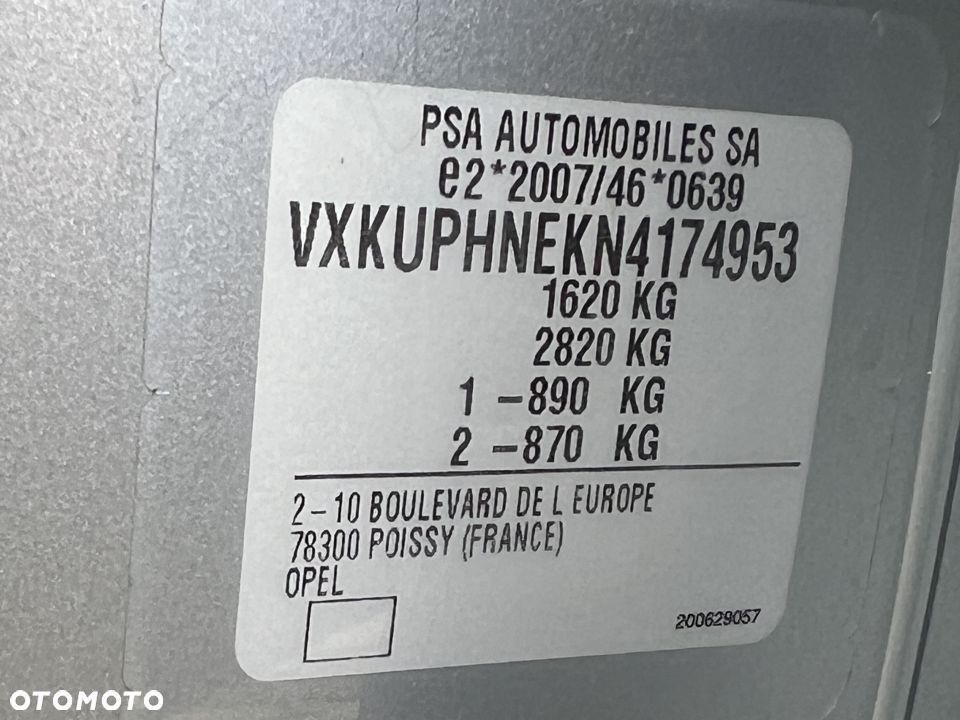 PSA AUTOMOBILES SA
e2*2007/46*0639
VXKUPHNEKN4174953
1620 KG
2820 KG
1 -890 KG
2 -870 KG
2-10 BOULEVARD DE L EUROPE
78300 POISSY (FRANCE)
OPEL
200629057
OTOMOTO